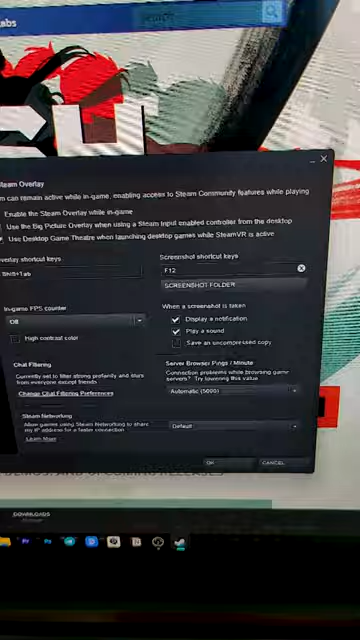 abs
Steam Overlay
m can remain active while in-game, enabling access to Steam Community features while playing
Enable the Steam Overlay while in-game
Use the Big Picture Overlay when using a Steam Input enabled controller from the desktop
Use Desktop Game Theatre when launching desktop games while SteamVR is active
Overlay shortcut keys
Shift+Tab
Screenshot shortcut keys
F12
SCREENSHOT FOLDER
In-game FPS counter
Off
High contrast color
When a screenshot is taken
Display a notification
Play a sound
Save an uncompressed copy
Chat Filtering
Currently set to filter strong profanity and slurs
from everyone except friends
Change Chat Filtering Preferences
Server Browser Pings / Minute
Connection problems while browsing game
servers? Try lowering this value
Automatic (5000)
Steam Networking
Allow games using Steam Networking to share
my IP address for a faster connection
Learn More
Default
OK
CANCEL
DOWNLOADS